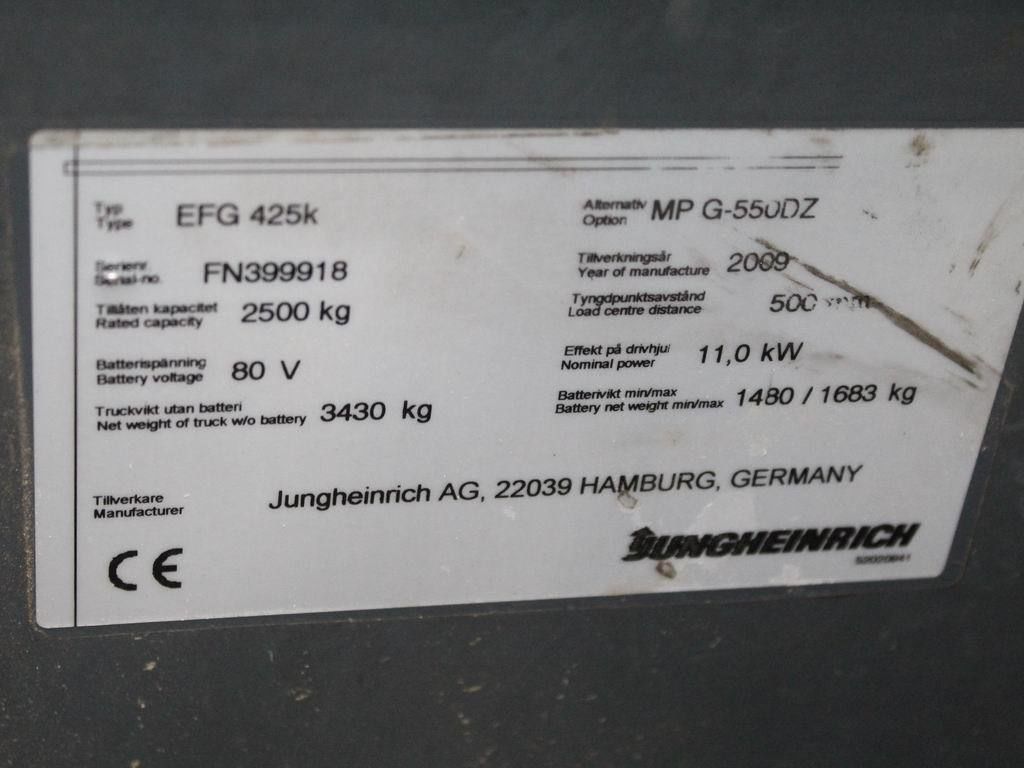 Typ
Type
EFG 425k
Alternativ
Option
MP G-550DZ
Serienr
Serial-no.
FN399918
Tillverkningsår
Year of manufacture
2009
Tillåten kapacitet
Rated capacity
2500 kg
Tyngdpunktsavstånd
Load centre distance
500 mm
Batterispänning
Battery voltage
80 V
Effekt på drivhjul
Nominal power
11,0 kW
Truckvikt utan batteri
Net weight of truck w/o battery
3430 kg
Batterivikt min/max
Battery net weight min/max
1480 / 1683 kg
Tillverkare
Manufacturer
Jungheinrich AG, 22039 HAMBURG, GERMANY
CE
JUNGHEINRICH